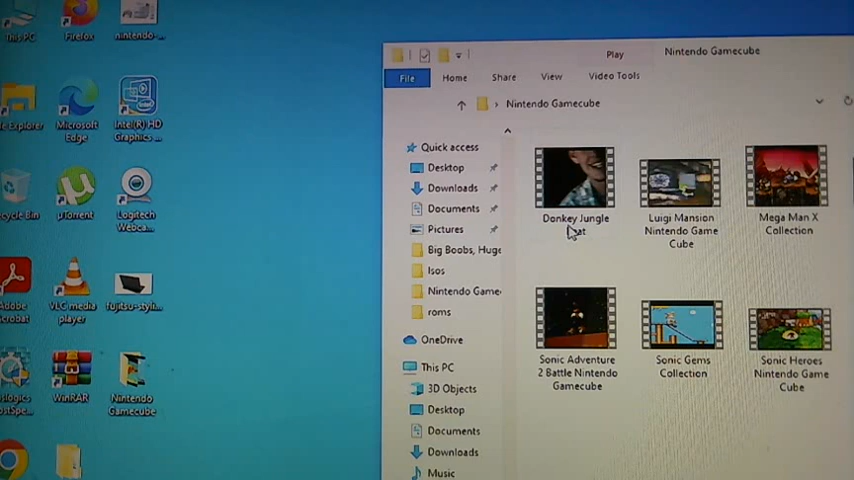 This PC
Firefox
nintendo-...
Play
Nintendo Gamecube
File
Home
Share
View
Video Tools
Nintendo Gamecube
Explorer
Microsoft
Edge
Intel(R) HD
Graphics ...
Quick access
Desktop
Downloads
Documents
Pictures
Big Boobs, Huge
Isos
Nintendo Game
roms
OneDrive
This PC
3D Objects
Desktop
Documents
Downloads
Music
Donkey Jungle
Luigi Mansion
Nintendo Game
Cube
Mega Man X
Collection
Sonic Adventure
2 Battle Nintendo
Gamecube
Sonic Gems
Collection
Sonic Heroes
Nintendo Game
Cube
Recycle Bin
µTorrent
Logitech
Webca...
Adobe
Acrobat
VLC media
player
fujitsu-styli...
WinRAR
Nintendo
Gamecube